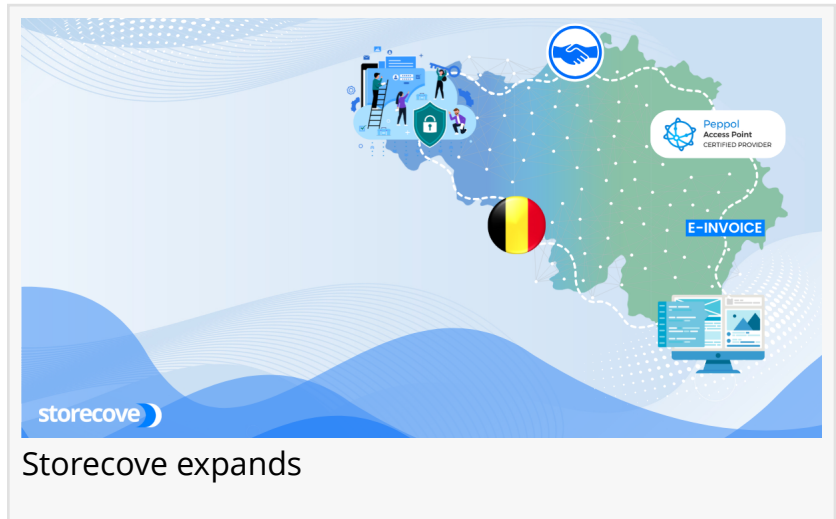 Peppol
Access Point
CERTIFIED PROVIDER
E-INVOICE
storecove
Storecove expands